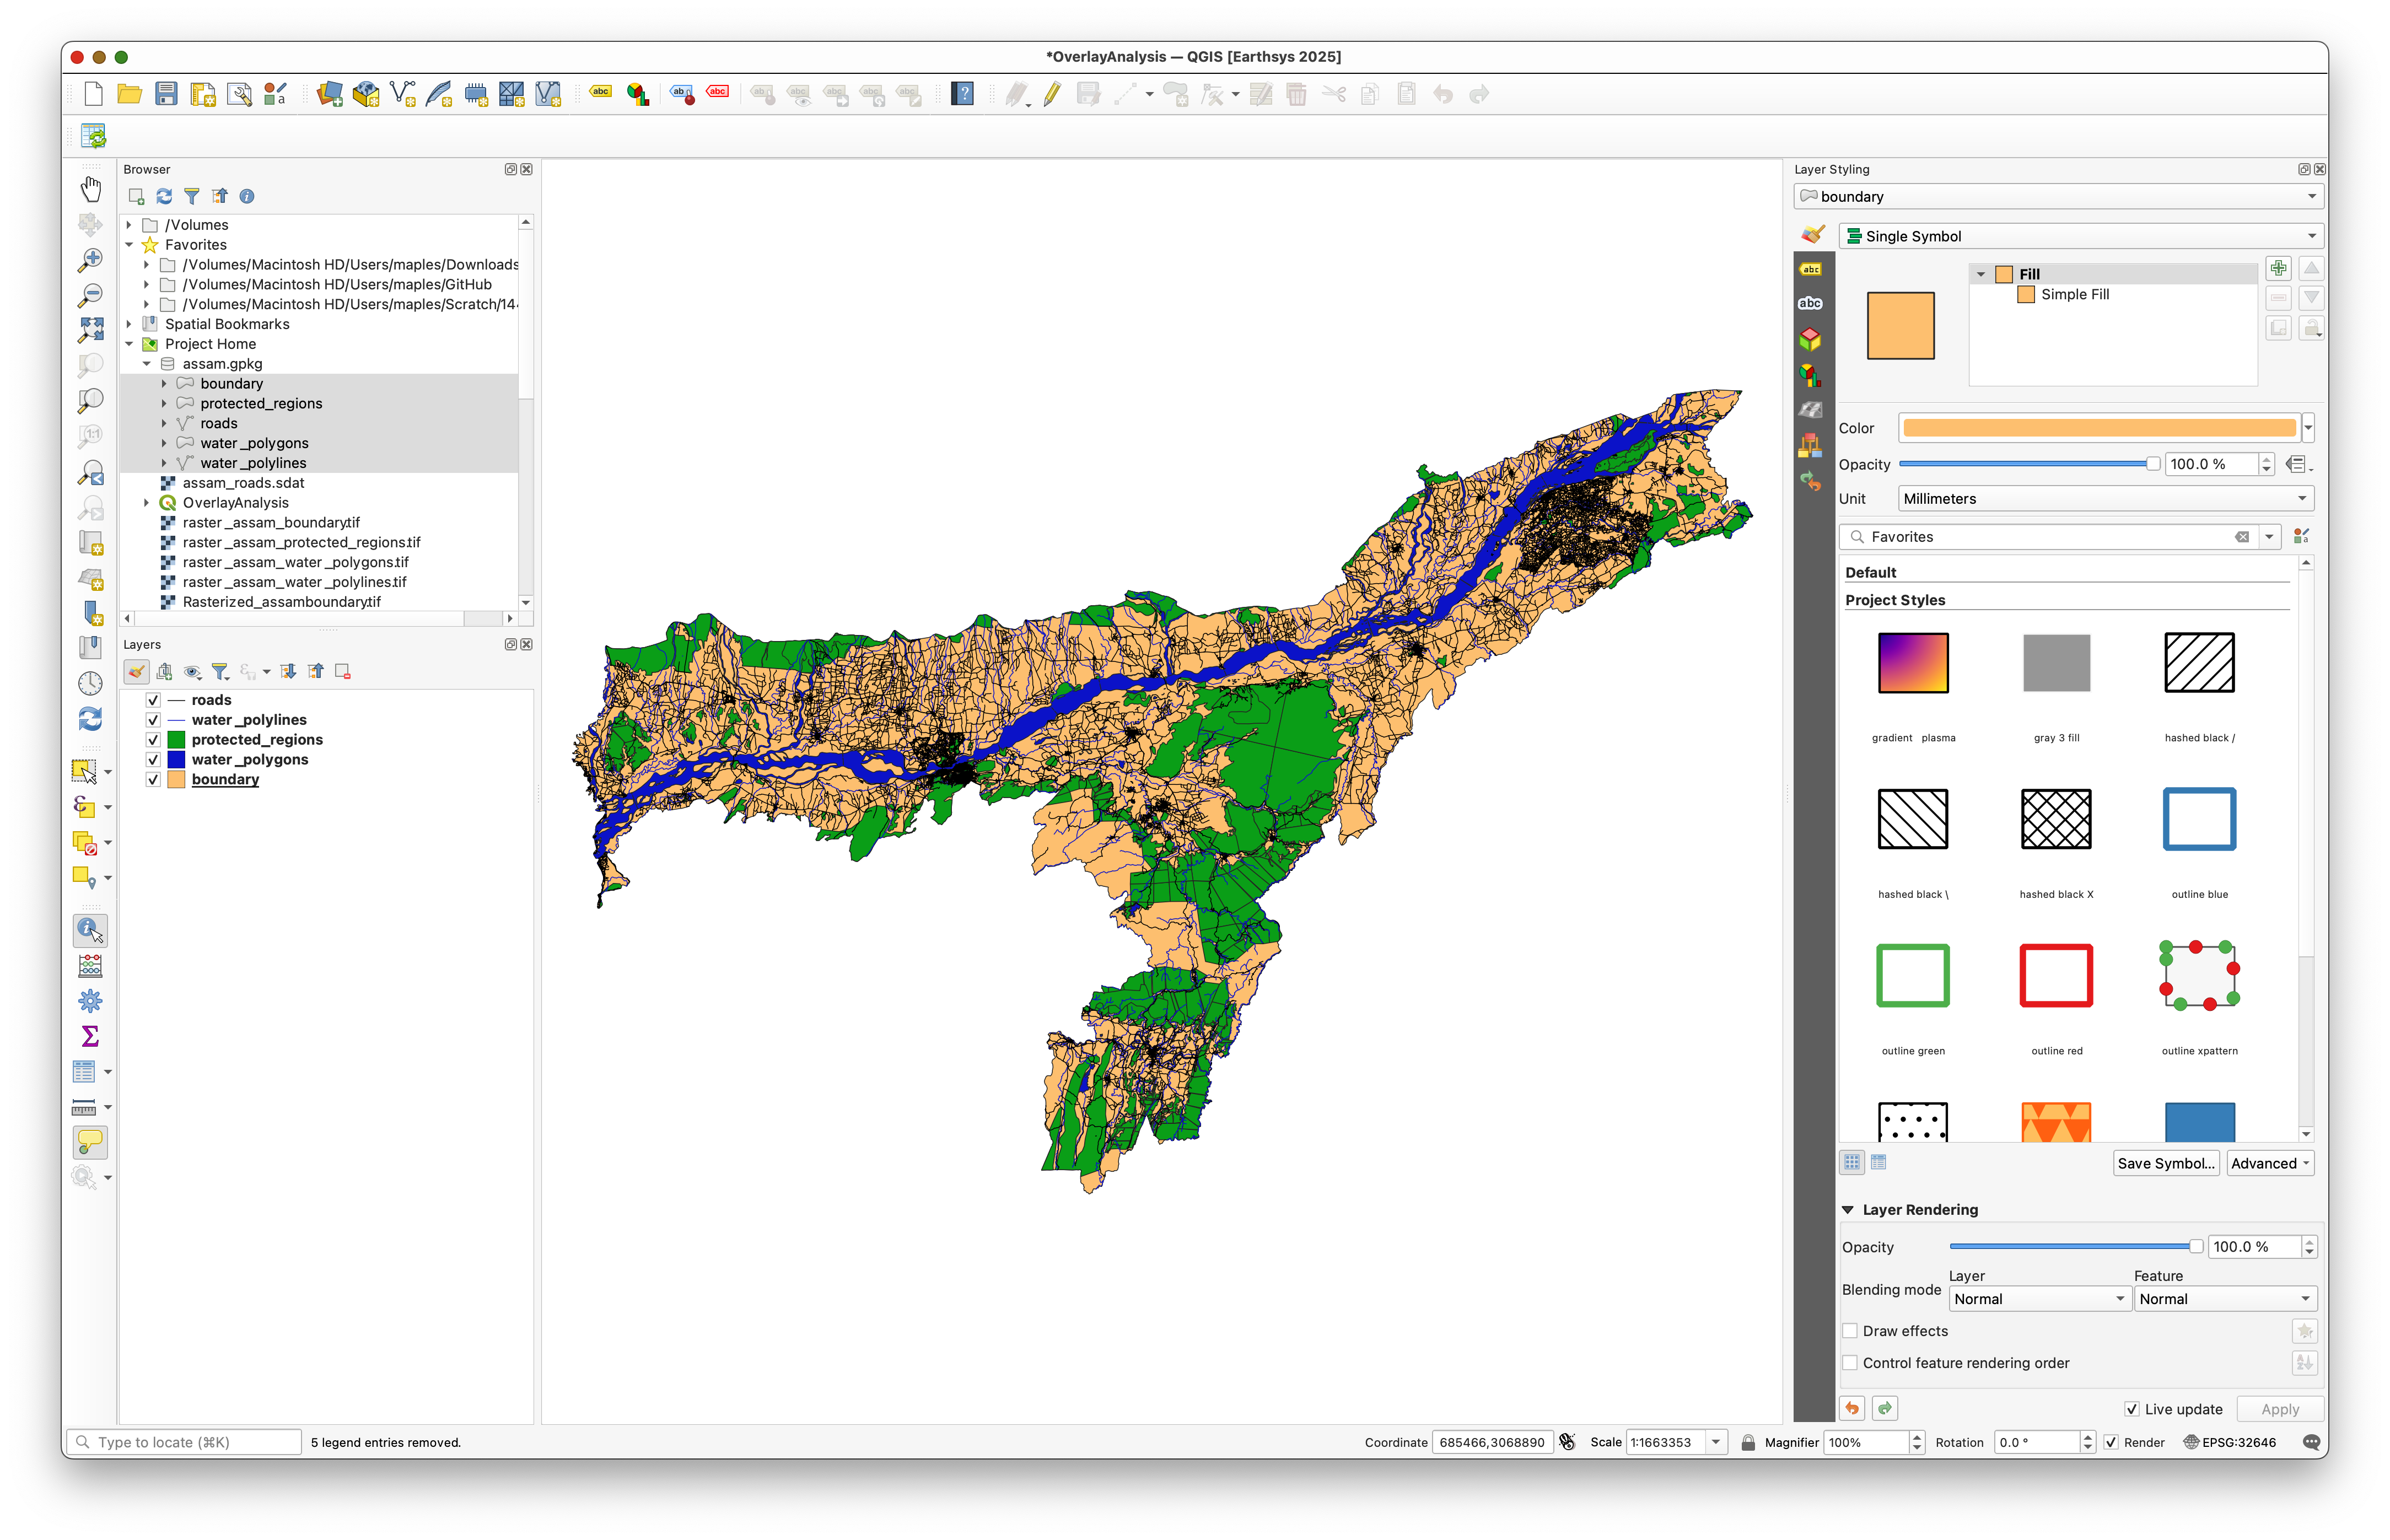 *OverlayAnalysis — QGIS [Earthsys 2025]
Browser
/Volumes
Favorites
/Volumes/Macintosh HD/Users/maples/Downloads
/Volumes/Macintosh HD/Users/maples/GitHub
/Volumes/Macintosh HD/Users/maples/Scratch/14
Spatial Bookmarks
Project Home
assam.gpkg
boundary
protected_regions
roads
water_polygons
water_polylines
assam_roads.sdat
OverlayAnalysis
raster_assam_boundary.tif
raster_assam_protected_regions.tif
raster_assam_water_polygons.tif
raster_assam_water_polylines.tif
Rasterized_assamboundary.tif
Layers
roads
water_polylines
protected_regions
water_polygons
boundary
Layer Styling
boundary
Single Symbol
Fill
Simple Fill
Color
Opacity 100.0 %
Unit Millimeters
Favorites
Default
Project Styles
gradient plasma
gray 3 fill
hashed black /
hashed black \
hashed black X
outline blue
outline green
outline red
outline xpattern
Save Symbol... Advanced
Layer Rendering
Opacity 100.0 %
Layer Feature
Blending mode Normal Normal
Draw effects
Control feature rendering order
Live update Apply
Type to locate (⌘K) 5 legend entries removed. Coordinate 685466,3068890 Scale 1:1663353 Magnifier 100% Rotation 0.0 ° Render EPSG:32646